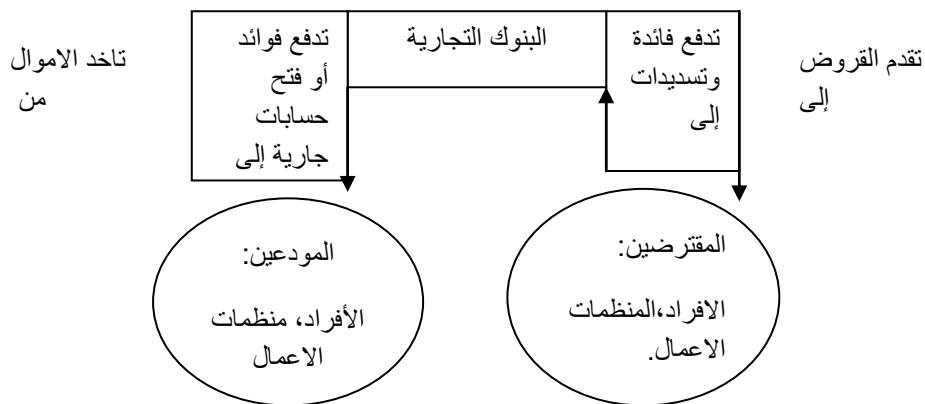 تقدم القروض
إلى
تدفع فائدة
وتسديدات
إلى
البنوك التجارية
تدفع فوائد
أو فتح
حسابات
جارية إلى
تاخد الاموال
من
المقترضين:
الافراد،المنظمات
الاعمال.
المودعين:
الأفراد، منظمات
الاعمال